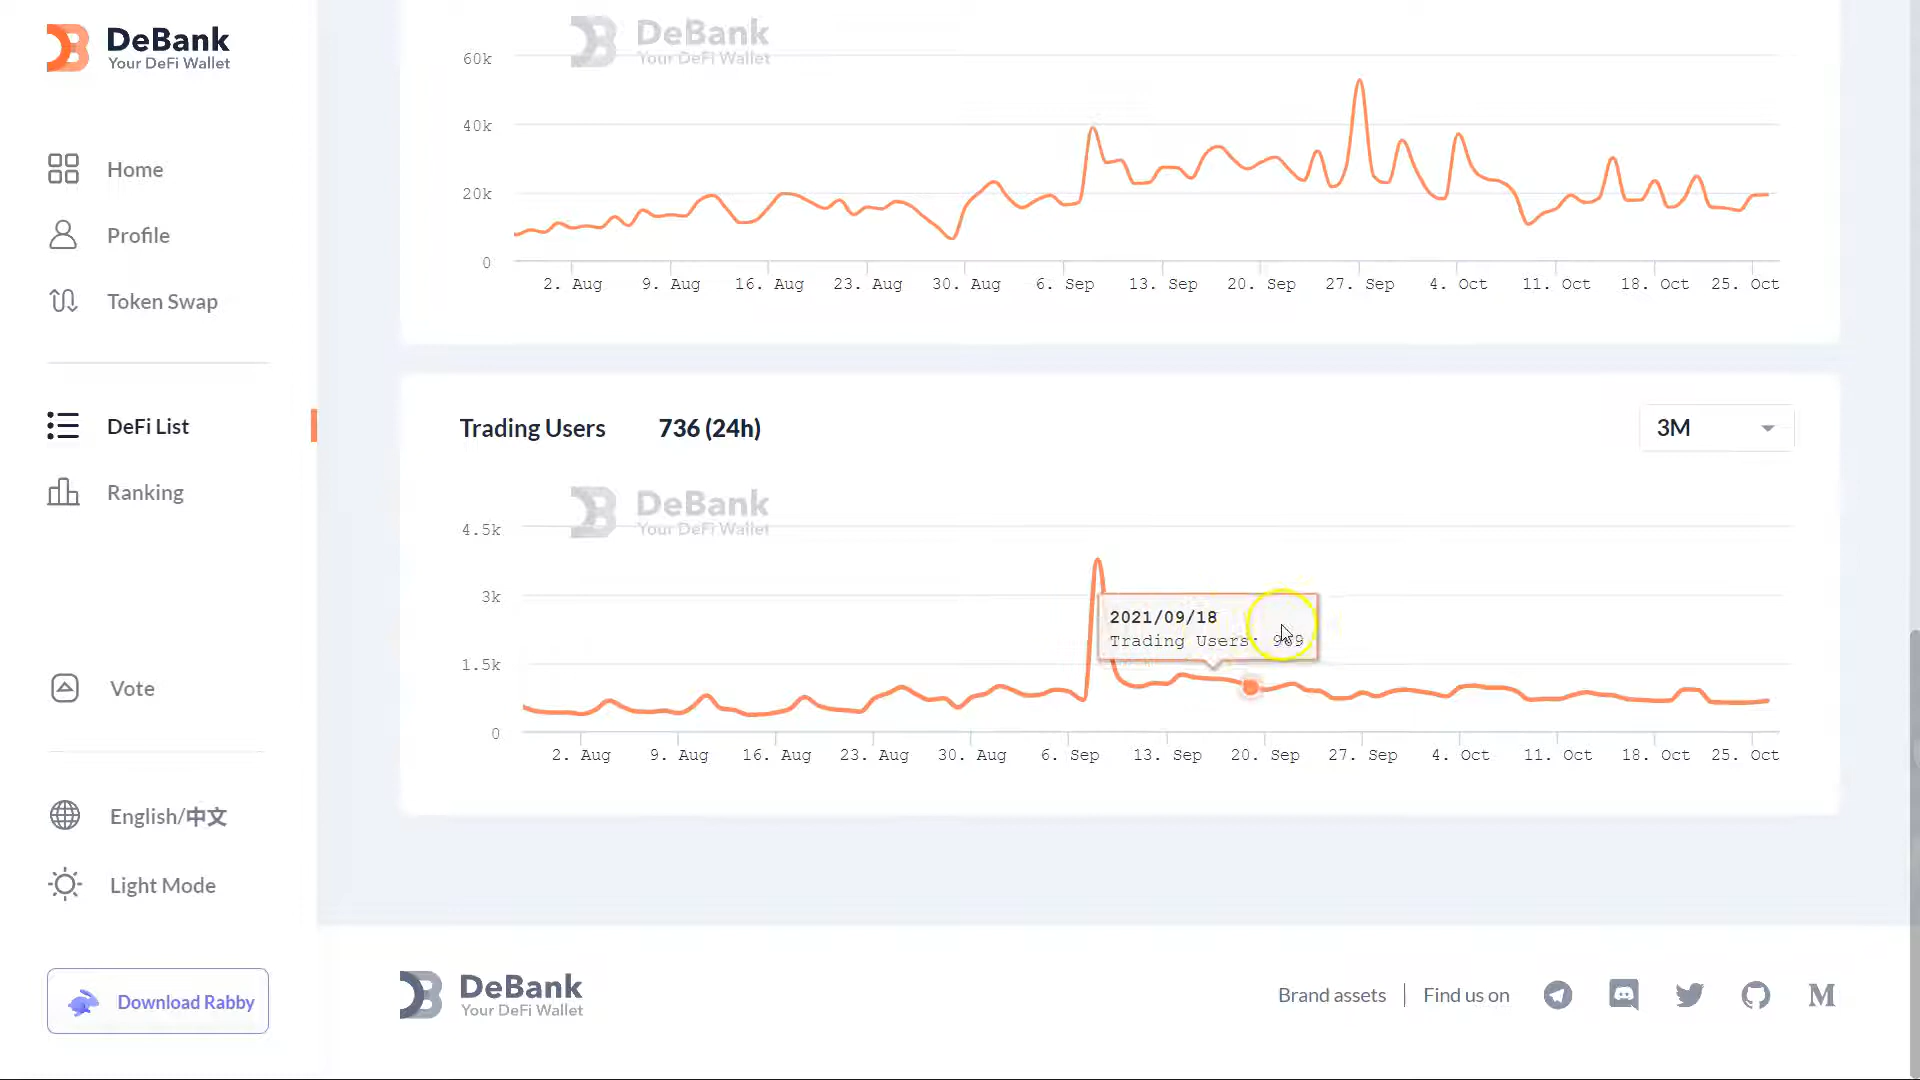 DeBank
Your DeFi Wallet
Home
Profile
Token Swap
DeFi List
Ranking
Vote
English/中文
Light Mode
Download Rabby
DeBank
Your DeFi Wallet
60k
40k
20k
0
2. Aug 9. Aug 16. Aug 23. Aug 30. Aug 6. Sep 13. Sep 20. Sep 27. Sep 4. Oct 11. Oct 18. Oct 25. Oct
Trading Users 736 (24h)
3M
DeBank
Your DeFi Wallet
4.5k
3k
1.5k
0
2021/09/18
Trading Users:
2. Aug 9. Aug 16. Aug 23. Aug 30. Aug 6. Sep 13. Sep 20. Sep 27. Sep 4. Oct 11. Oct 18. Oct 25. Oct
DeBank
Your DeFi Wallet
Brand assets | Find us on